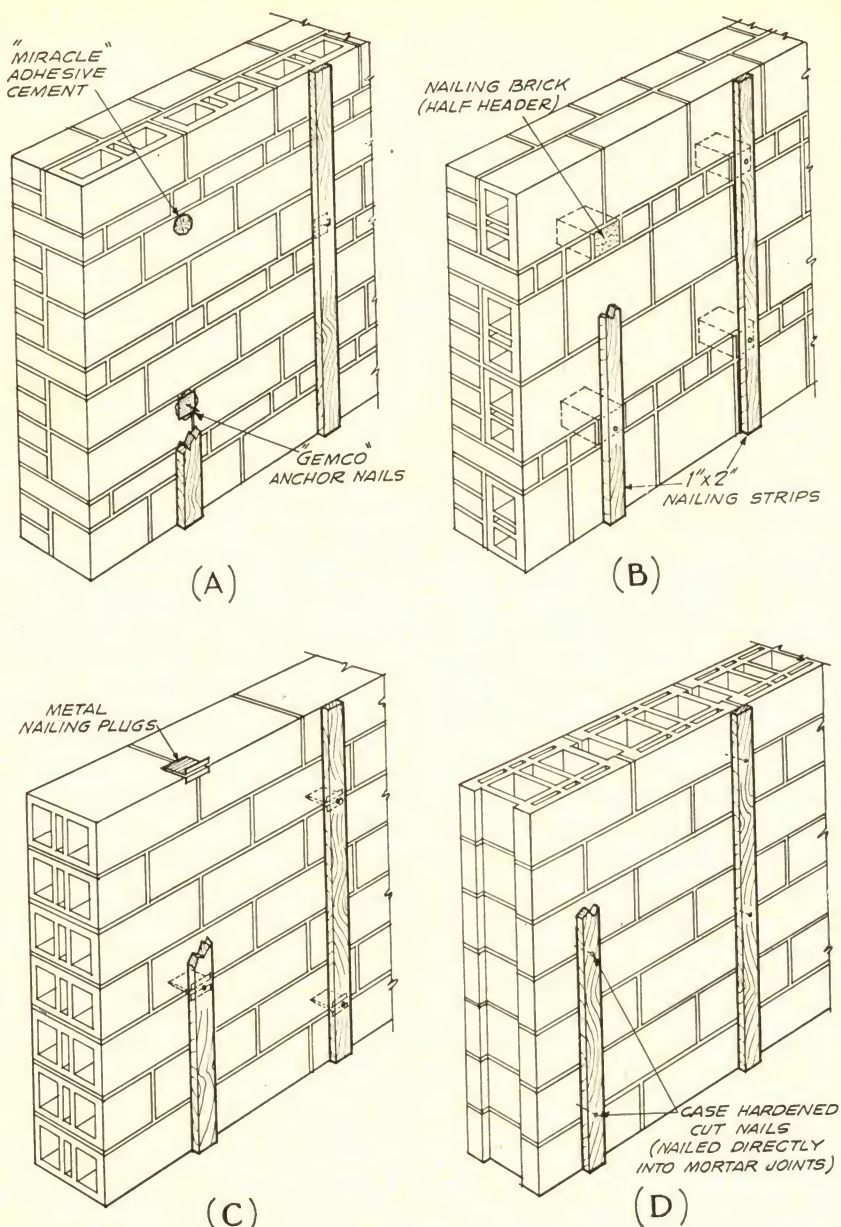 "MIRACLE"
ADHESIVE
CEMENT
"GEMCO"
ANCHOR NAILS
(A)
NAILING BRICK
(HALF HEADER)
1"x2"
NAILING STRIPS
(B)
METAL
NAILING PLUGS
(C)
CASE HARDENED
CUT NAILS
(NAILED DIRECTLY
INTO MORTAR JOINTS)
(D)